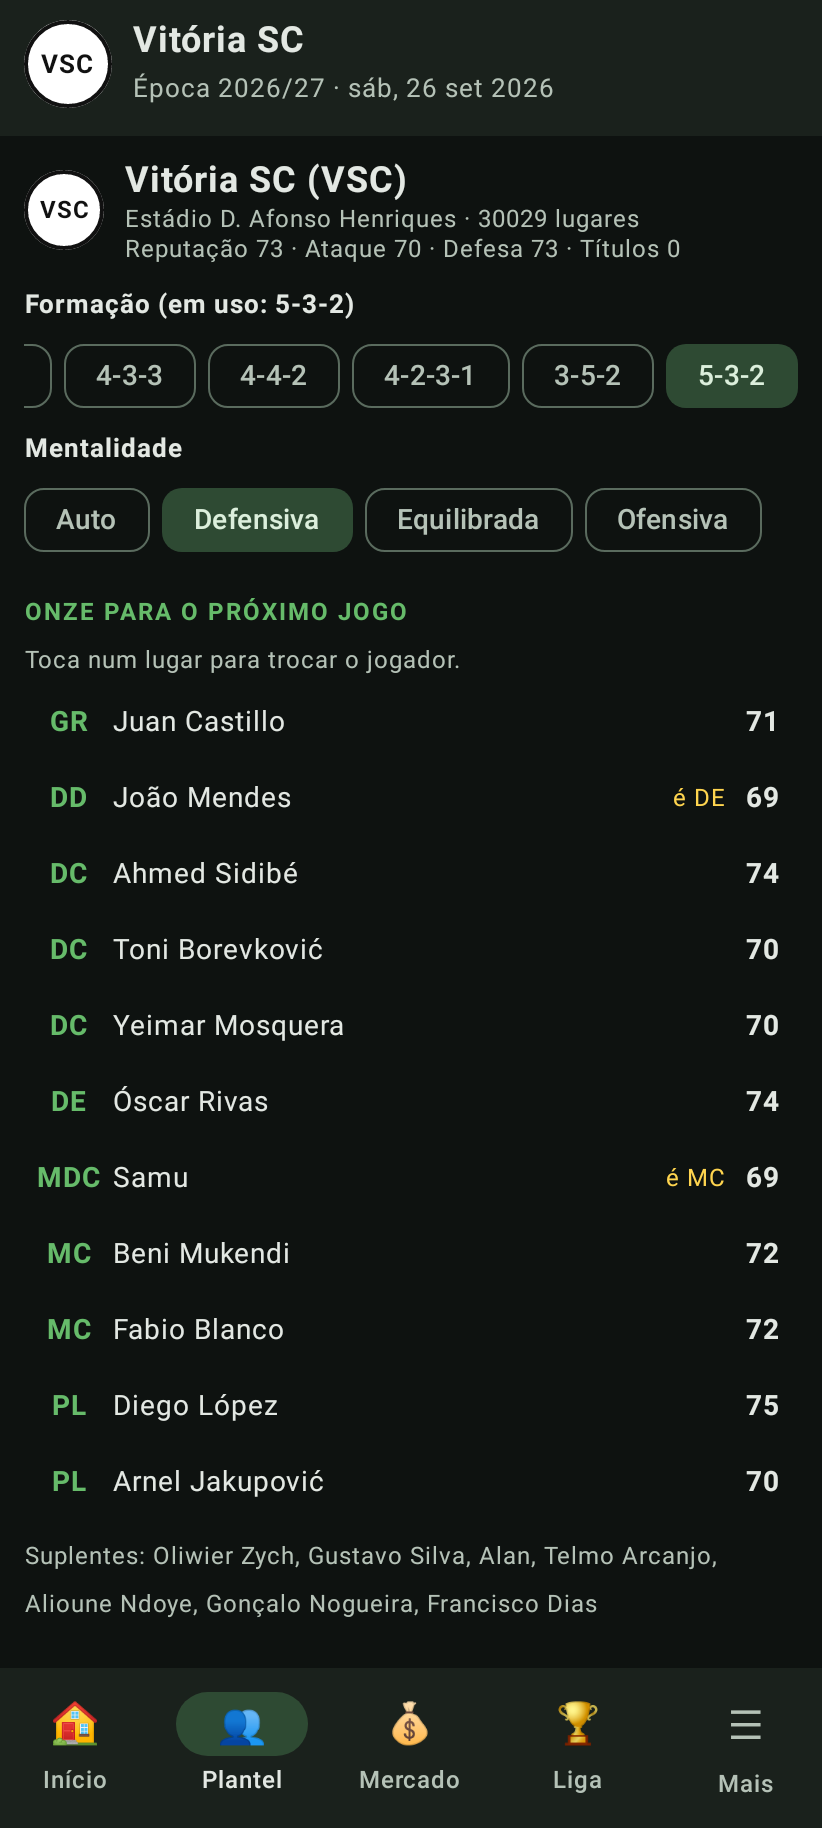 VSC
Vitória SC
Época 2026/27 · sáb, 26 set 2026
VSC
Vitória SC (VSC)
Estádio D. Afonso Henriques · 30029 lugares
Reputação 73 · Ataque 70 · Defesa 73 · Títulos 0
Formação (em uso: 5-3-2)
4-3-3 4-4-2 4-2-3-1 3-5-2 5-3-2
Mentalidade
Auto Defensiva Equilibrada Ofensiva
ONZE PARA O PRÓXIMO JOGO
Toca num lugar para trocar o jogador.
GR Juan Castillo 71
DD João Mendes é DE 69
DC Ahmed Sidibé 74
DC Toni Borevković 70
DC Yeimar Mosquera 70
DE Óscar Rivas 74
MDC Samu é MC 69
MC Beni Mukendi 72
MC Fabio Blanco 72
PL Diego López 75
PL Arnel Jakupović 70
Suplentes: Oliwier Zych, Gustavo Silva, Alan, Telmo Arcanjo,
Alioune Ndoye, Gonçalo Nogueira, Francisco Dias
Início Plantel Mercado Liga Mais